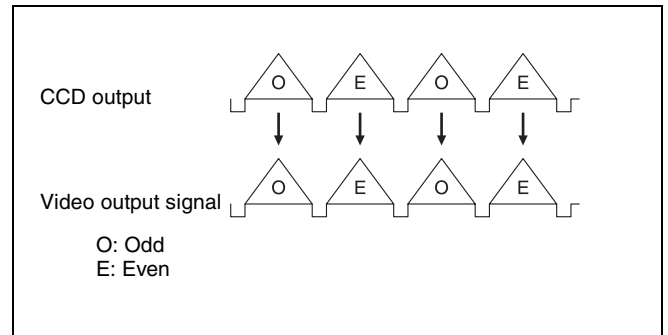 CCD output
O E O E
Video output signal
O E O E
O: Odd
E: Even